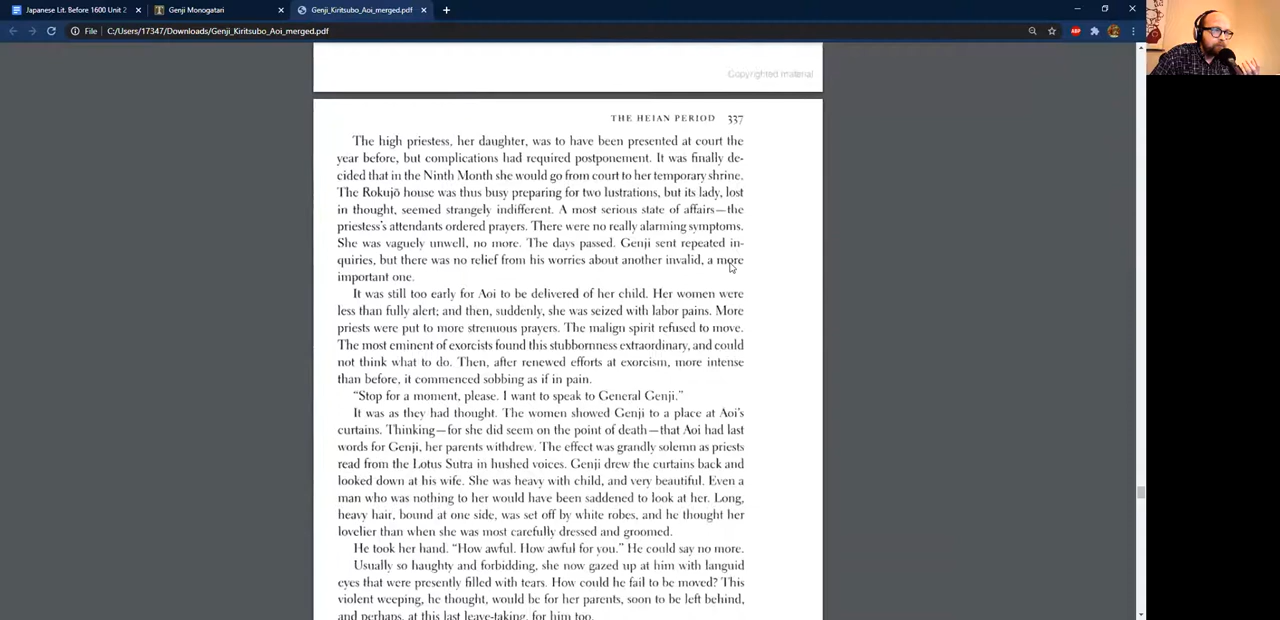 Japanese Lit. Before 1600 Unit 2
Genji Monogatari
Genji_Kiritsubo_Aoi_merged.pdf
File
C:/Users/17347/Downloads/Genji_Kiritsubo_Aoi_merged.pdf
ABP
Copyrighted material
THE HEIAN PERIOD 337
The high priestess, her daughter, was to have been presented at court the
year before, but complications had required postponement. It was finally de-
cided that in the Ninth Month she would go from court to her temporary shrine.
The Rokujō house was thus busy preparing for two lustrations, but its lady, lost
in thought, seemed strangely indifferent. A most serious state of affairs—the
priestess's attendants ordered prayers. There were no really alarming symptoms.
She was vaguely unwell, no more. The days passed. Genji sent repeated in-
quiries, but there was no relief from his worries about another invalid, a more
important one.
It was still too early for Aoi to be delivered of her child. Her women were
less than fully alert; and then, suddenly, she was seized with labor pains. More
priests were put to more strenuous prayers. The malign spirit refused to move.
The most eminent of exorcists found this stubbornness extraordinary, and could
not think what to do. Then, after renewed efforts at exorcism, more intense
than before, it commenced sobbing as if in pain.
"Stop for a moment, please. I want to speak to General Genji."
It was as they had thought. The women showed Genji to a place at Aoi's
curtains. Thinking—for she did seem on the point of death—that Aoi had last
words for Genji, her parents withdrew. The effect was grandly solemn as priests
read from the Lotus Sutra in hushed voices. Genji drew the curtains back and
looked down at his wife. She was heavy with child, and very beautiful. Even a
man who was nothing to her would have been saddened to look at her. Long,
heavy hair, bound at one side, was set off by white robes, and he thought her
lovelier than when she was most carefully dressed and groomed.
He took her hand. "How awful. How awful for you." He could say no more.
Usually so haughty and forbidding, she now gazed up at him with languid
eyes that were presently filled with tears. How could he fail to be moved? This
violent weeping, he thought, would be for her parents, soon to be left behind,
and perhaps, at this last leave-taking, for him too.